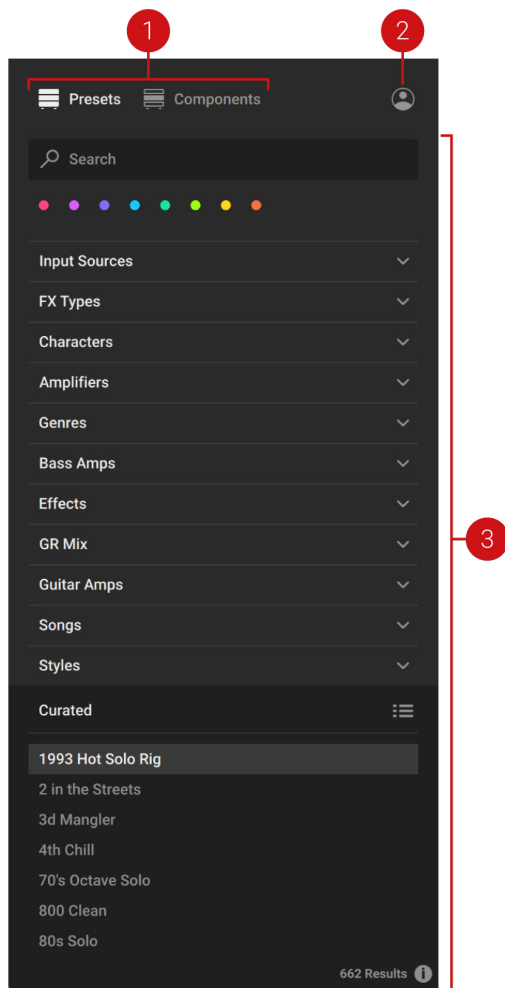 1
2
Presets Components
Search
Input Sources
FX Types
Characters
Amplifiers
Genres
Bass Amps
Effects
GR Mix
3
Guitar Amps
Songs
Styles
Curated
1993 Hot Solo Rig
2 in the Streets
3d Mangler
4th Chill
70's Octave Solo
800 Clean
80s Solo
662 Results i